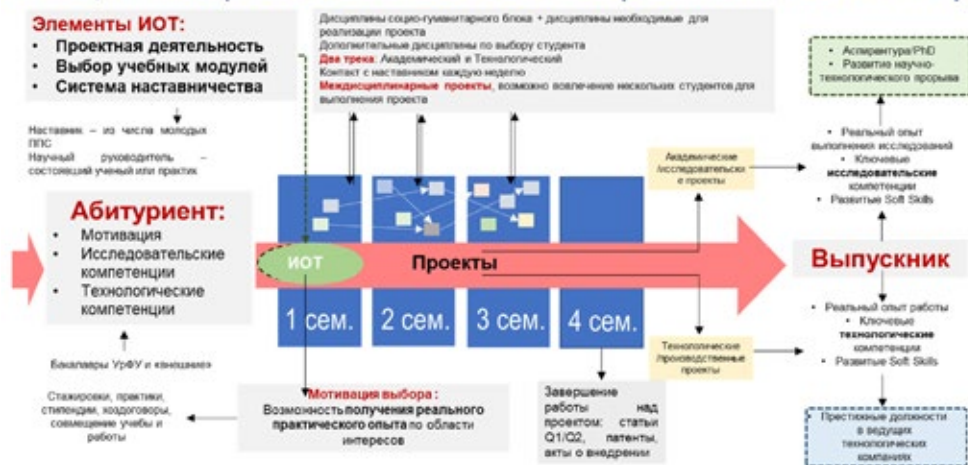 Элементы ИОТ:
• Проектная деятельность
• Выбор учебных модулей
• Система наставничества
Дисциплины социо-гуманитарного блока + дисциплины необходимые для
реализации проекта
Дополнительные дисциплины по выбору студента
Два трека: Академический и Технологический
Контакт с наставником каждую неделю
Междисциплинарные проекты, возможно вовлечение нескольких студентов для
выполнения проекта
• Аспирантура/PhD
• Развитие научно-
технологического прорыва
Наставник – из числа молодых
ППС
Научный руководитель –
состоявший ученый или практик
Академические
/исследовательски
е проекты
• Реальный опыт
выполнения исследований
• Ключевые
исследовательские
компетенции
• Развитые Soft Skills
Абитуриент:
• Мотивация
• Исследовательские
компетенции
• Технологические
компетенции
ИОТ
Проекты
Выпускник
1 сем.
2 сем.
3 сем.
4 сем.
• Реальный опыт работы
• Ключевые
технологические
компетенции
• Развитые Soft Skills
Технологические
/производственные
проекты
Бакалавры УрФУ и «внешние»
Стажировки, практики,
стипендии, хоздоговоры,
совмещение учебы и
работы
Мотивация выбора:
Возможность получения реального
практического опыта по области
интересов
Завершение
работы над
проектом: статьи
Q1/Q2, патенты,
акты о внедрении
Престижные должности
в ведущих
технологических
компаниях